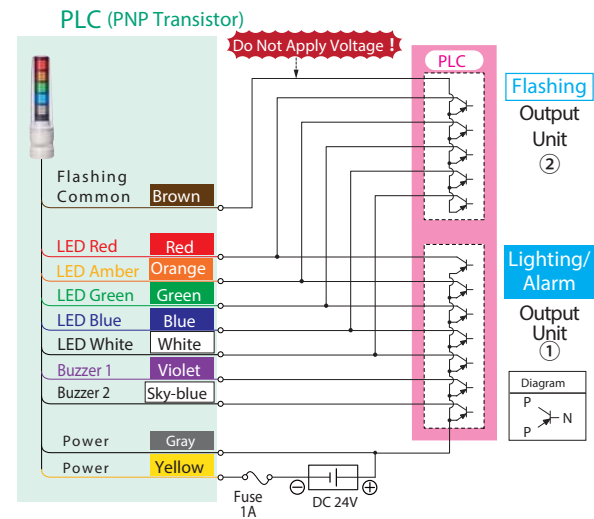 PLC (PNP Transistor)
Do Not Apply Voltage !
PLC
Flashing
Output
Unit
②
Flashing
Common Brown
LED Red Red
LED Amber Orange
LED Green Green
LED Blue Blue
LED White White
Buzzer 1 Violet
Buzzer 2 Sky-blue
Power Gray
Power Yellow
Lighting/
Alarm
Output
Unit
①
Diagram
P
N
P
Fuse
1A
⊖ DC 24V ⊕